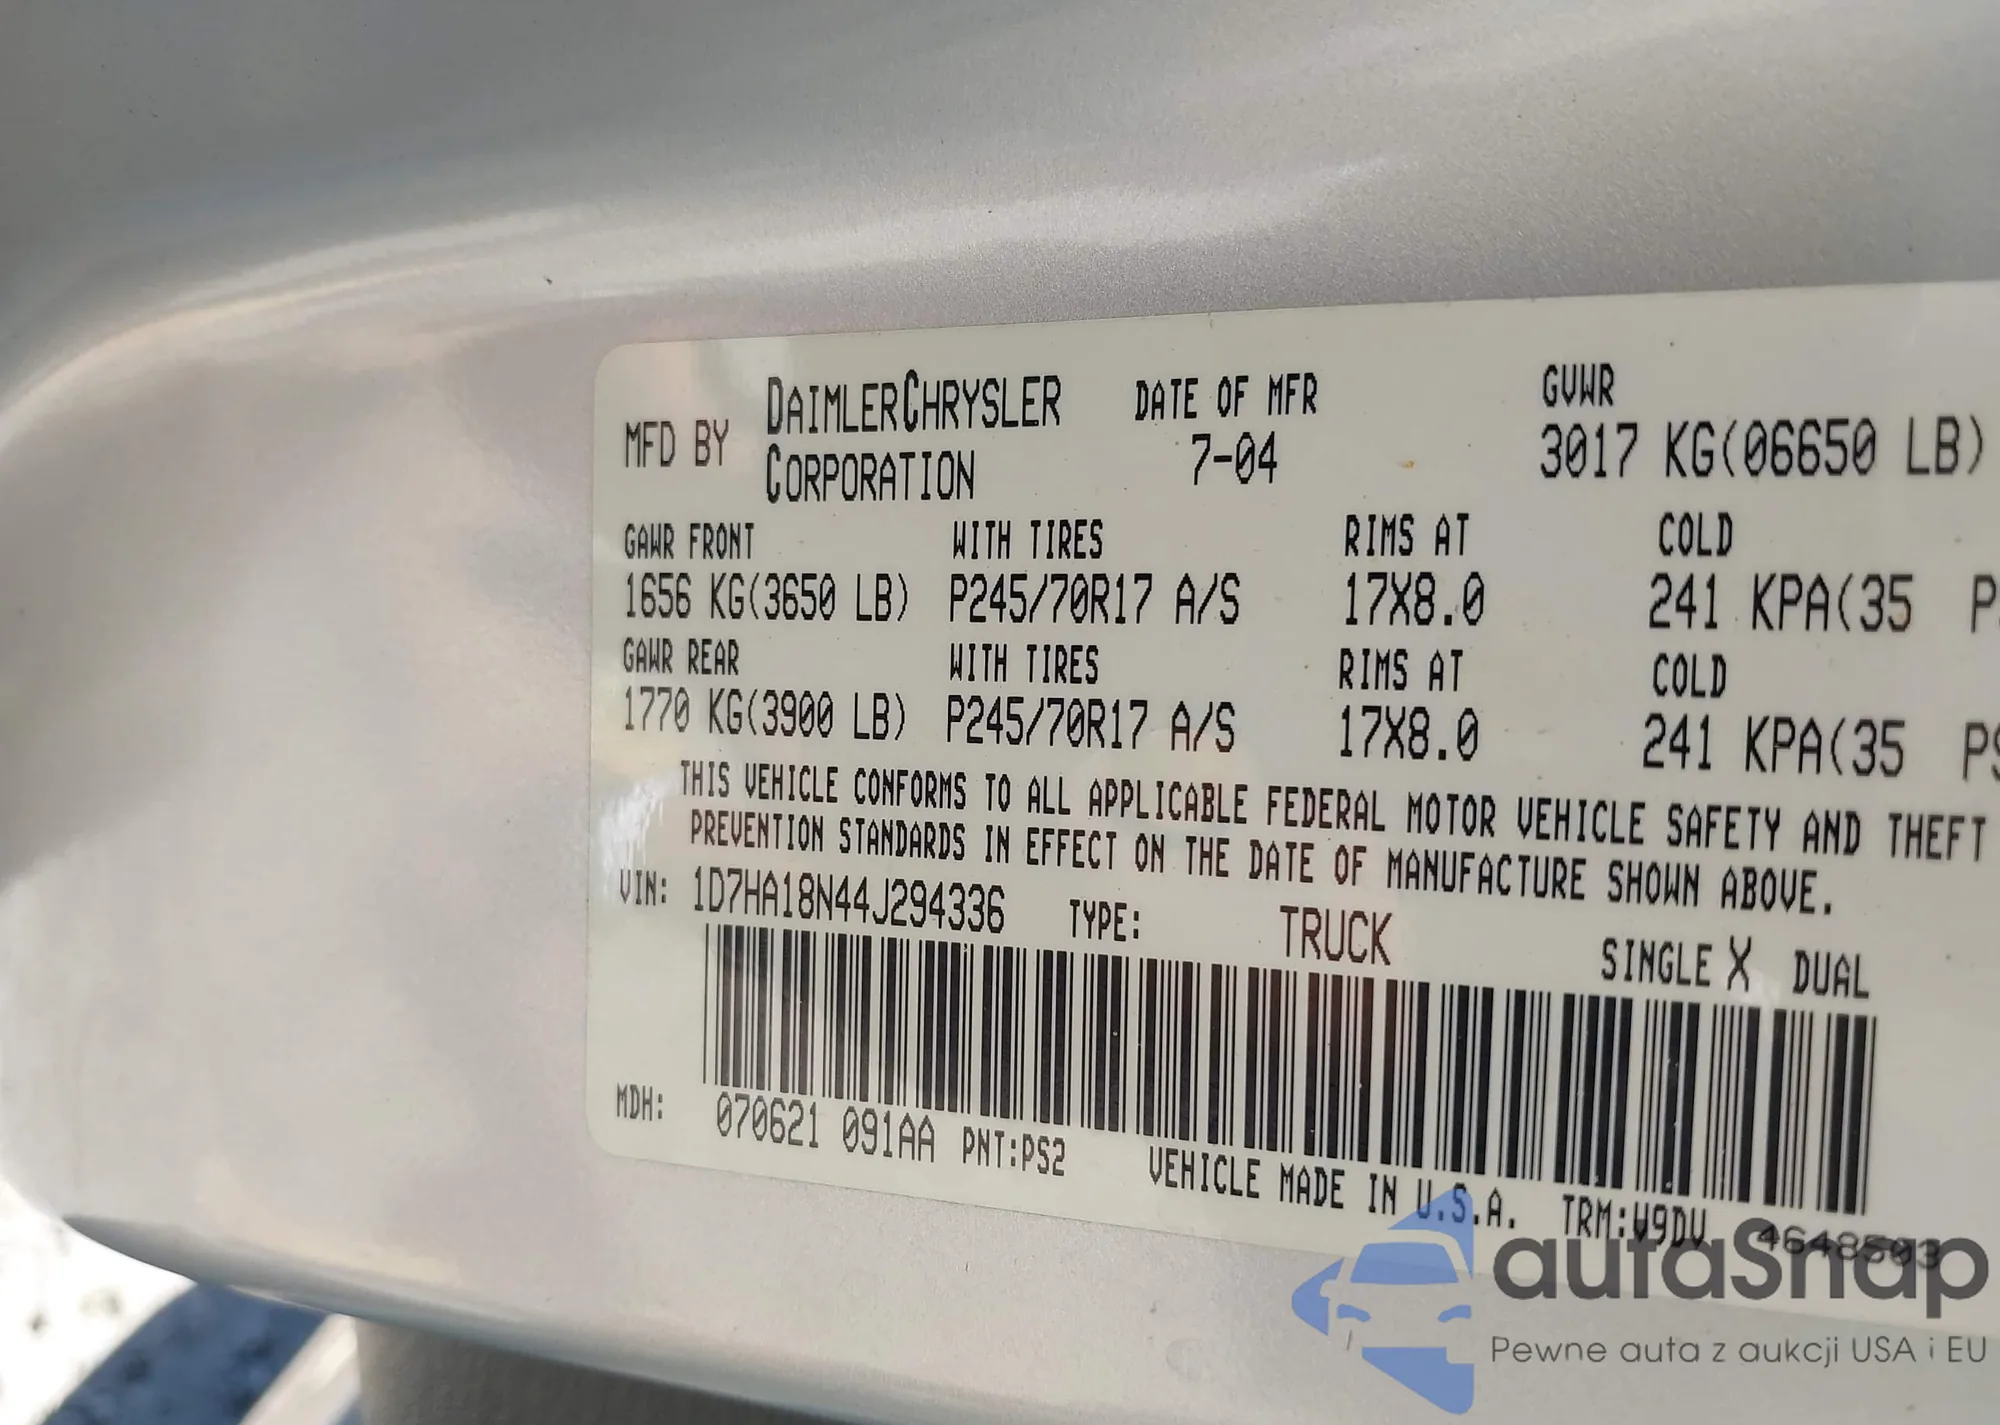 MFD BY DAIMLERCHRYSLER CORPORATION
DATE OF MFR
7-04
GVWR
3017 KG(06650 LB)
GAWR FRONT WITH TIRES RIMS AT COLD
1656 KG(3650 LB) P245/70R17 A/S 17X8.0 241 KPA(35
GAWR REAR WITH TIRES RIMS AT COLD
1770 KG(3900 LB) P245/70R17 A/S 17X8.0 241 KPA(35
THIS VEHICLE CONFORMS TO ALL APPLICABLE FEDERAL MOTOR VEHICLE SAFETY AND THEFT
PREVENTION STANDARDS IN EFFECT ON THE DATE OF MANUFACTURE SHOWN ABOVE.
VIN: 1D7HA18N44J294336 TYPE: TRUCK SINGLE X DUAL
MDH: 070621 091AA PNT:PS2 VEHICLE MADE IN U.S.A. TRM:W9DV 4648503
autaSnap
Pewne auta z aukcji USA i EU